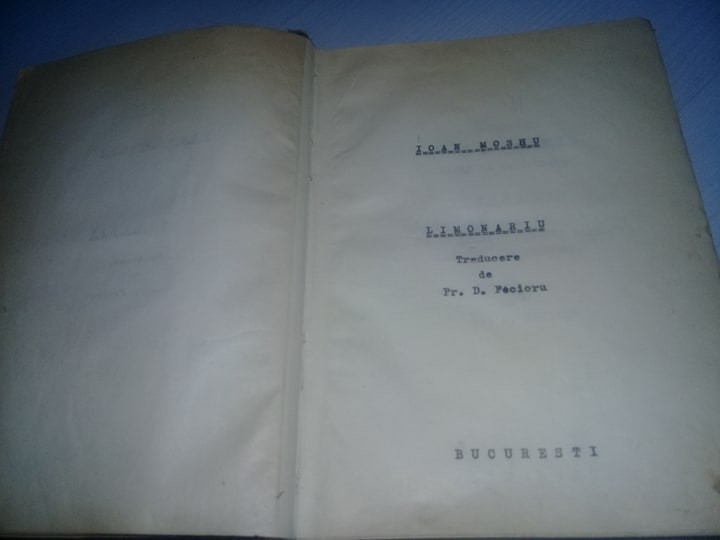 IOAN MOSHU
LIMONARIU
Traducere
de
Pr. D. Fecioru
BUCURESTI